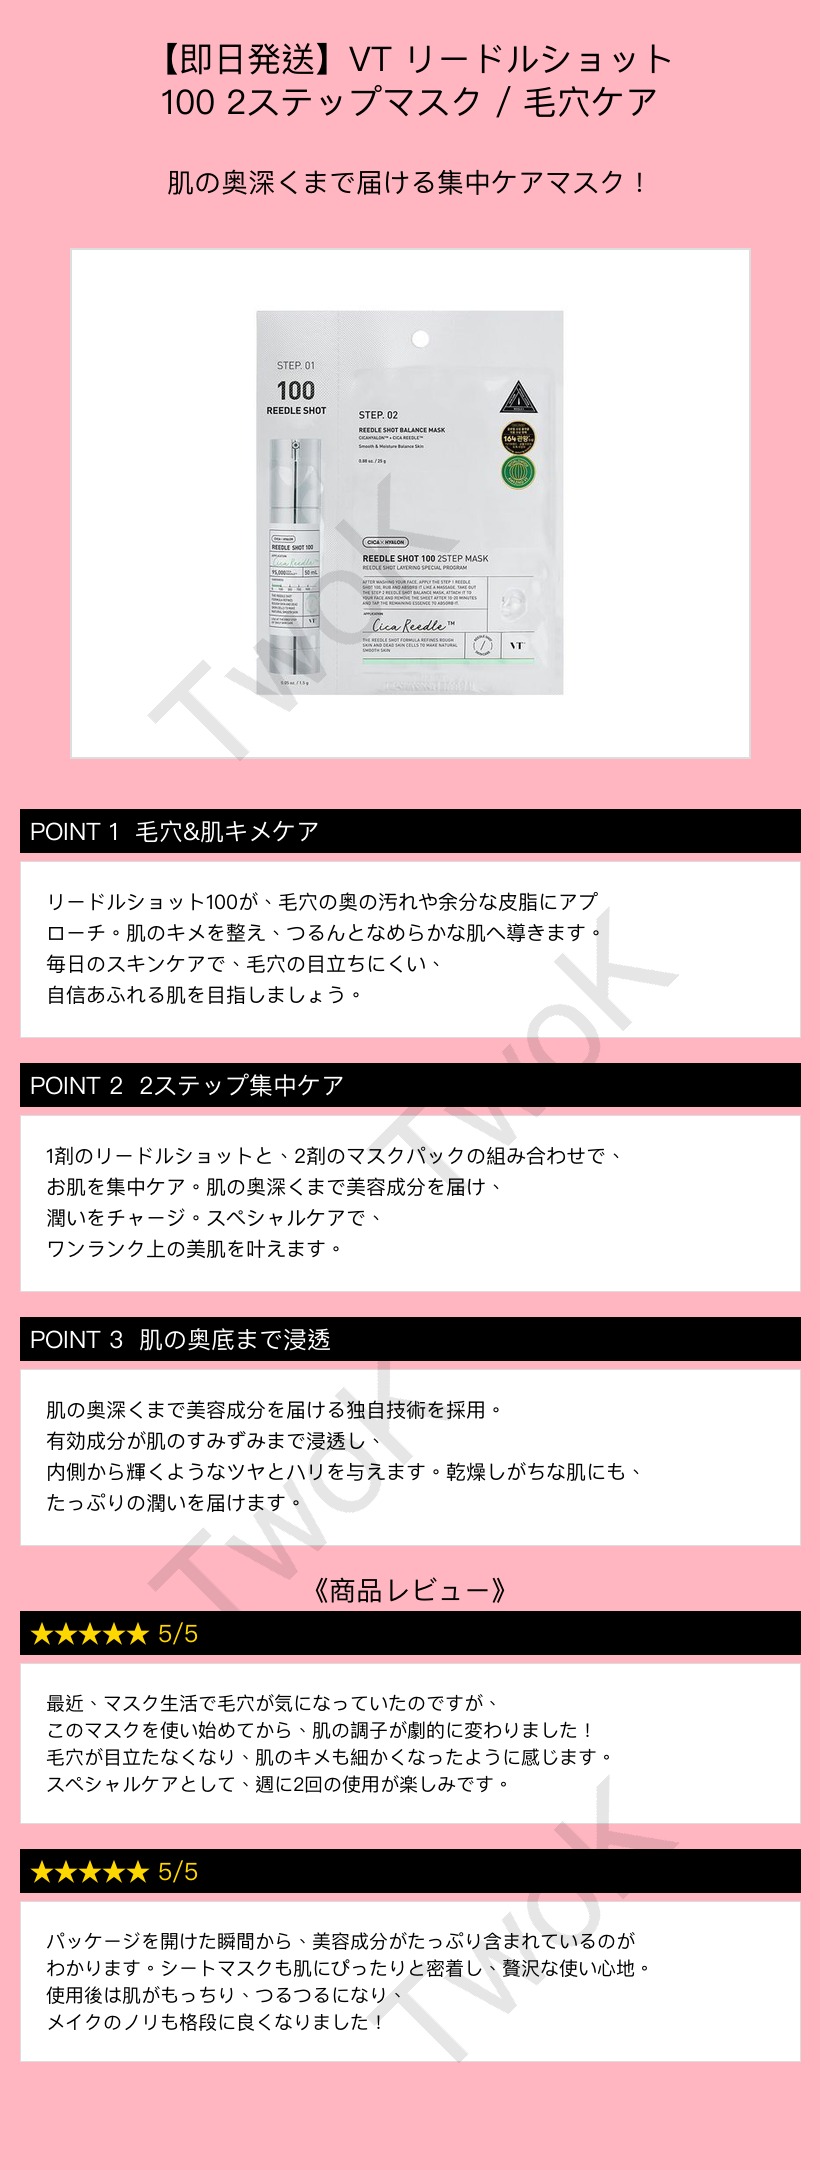 【即日発送】VT リードルショット
100 2ステップマスク / 毛穴ケア
肌の奥深くまで届ける集中ケアマスク！
STEP. 01
100
REEDLE SHOT
STEP. 02
REEDLE SHOT BALANCE MASK
CICAHYALON™ + CICA REEDLE™
Smooth & Moisture Balance Skin
0.88 oz. / 25 g
164 관왕
CICA × HYALON
REEDLE SHOT 100
Cica Reedle
50 mL
VT
0.05 oz. / 1.5 g
CICA × HYALON
REEDLE SHOT 100 2STEP MASK
REEDLE SHOT LAYERING SPECIAL PROGRAM
AFTER WASHING YOUR FACE, APPLY THE STEP 1 REEDLE
SHOT 100, RUB AND ABSORB IT LIKE A MASSAGE. TAKE OUT
THE STEP 2 REEDLE SHOT BALANCE MASK, ATTACH IT TO
YOUR FACE AND REMOVE THE SHEET AFTER 10-20 MINUTES
AND TAP THE REMAINING ESSENCE TO ABSORB IT.
APPLICATION
Cica Reedle™
THE REEDLE SHOT FORMULA REFINES ROUGH
SKIN AND DEAD SKIN CELLS TO MAKE NATURAL
SMOOTH SKIN
VT
TwoK
POINT 1 毛穴&肌キメケア
リードルショット100が、毛穴の奥の汚れや余分な皮脂にアプ
ローチ。肌のキメを整え、つるんとなめらかな肌へ導きます。
毎日のスキンケアで、毛穴の目立ちにくい、
自信あふれる肌を目指しましょう。
TwoK
POINT 2 2ステップ集中ケア
1剤のリードルショットと、2剤のマスクパックの組み合わせで、
お肌を集中ケア。肌の奥深くまで美容成分を届け、
潤いをチャージ。スペシャルケアで、
ワンランク上の美肌を叶えます。
POINT 3 肌の奥底まで浸透
肌の奥深くまで美容成分を届ける独自技術を採用。
有効成分が肌のすみずみまで浸透し、
内側から輝くようなツヤとハリを与えます。乾燥しがちな肌にも、
たっぷりの潤いを届けます。
TwoK
《商品レビュー》
★★★★★ 5/5
最近、マスク生活で毛穴が気になっていたのですが、
このマスクを使い始めてから、肌の調子が劇的に変わりました！
毛穴が目立たなくなり、肌のキメも細かくなったように感じます。
スペシャルケアとして、週に2回の使用が楽しみです。
★★★★★ 5/5
パッケージを開けた瞬間から、美容成分がたっぷり含まれているのが
わかります。シートマスクも肌にぴったりと密着し、贅沢な使い心地。
使用後は肌がもっちり、つるつるになり、
メイクのノリも格段に良くなりました！
TwoK